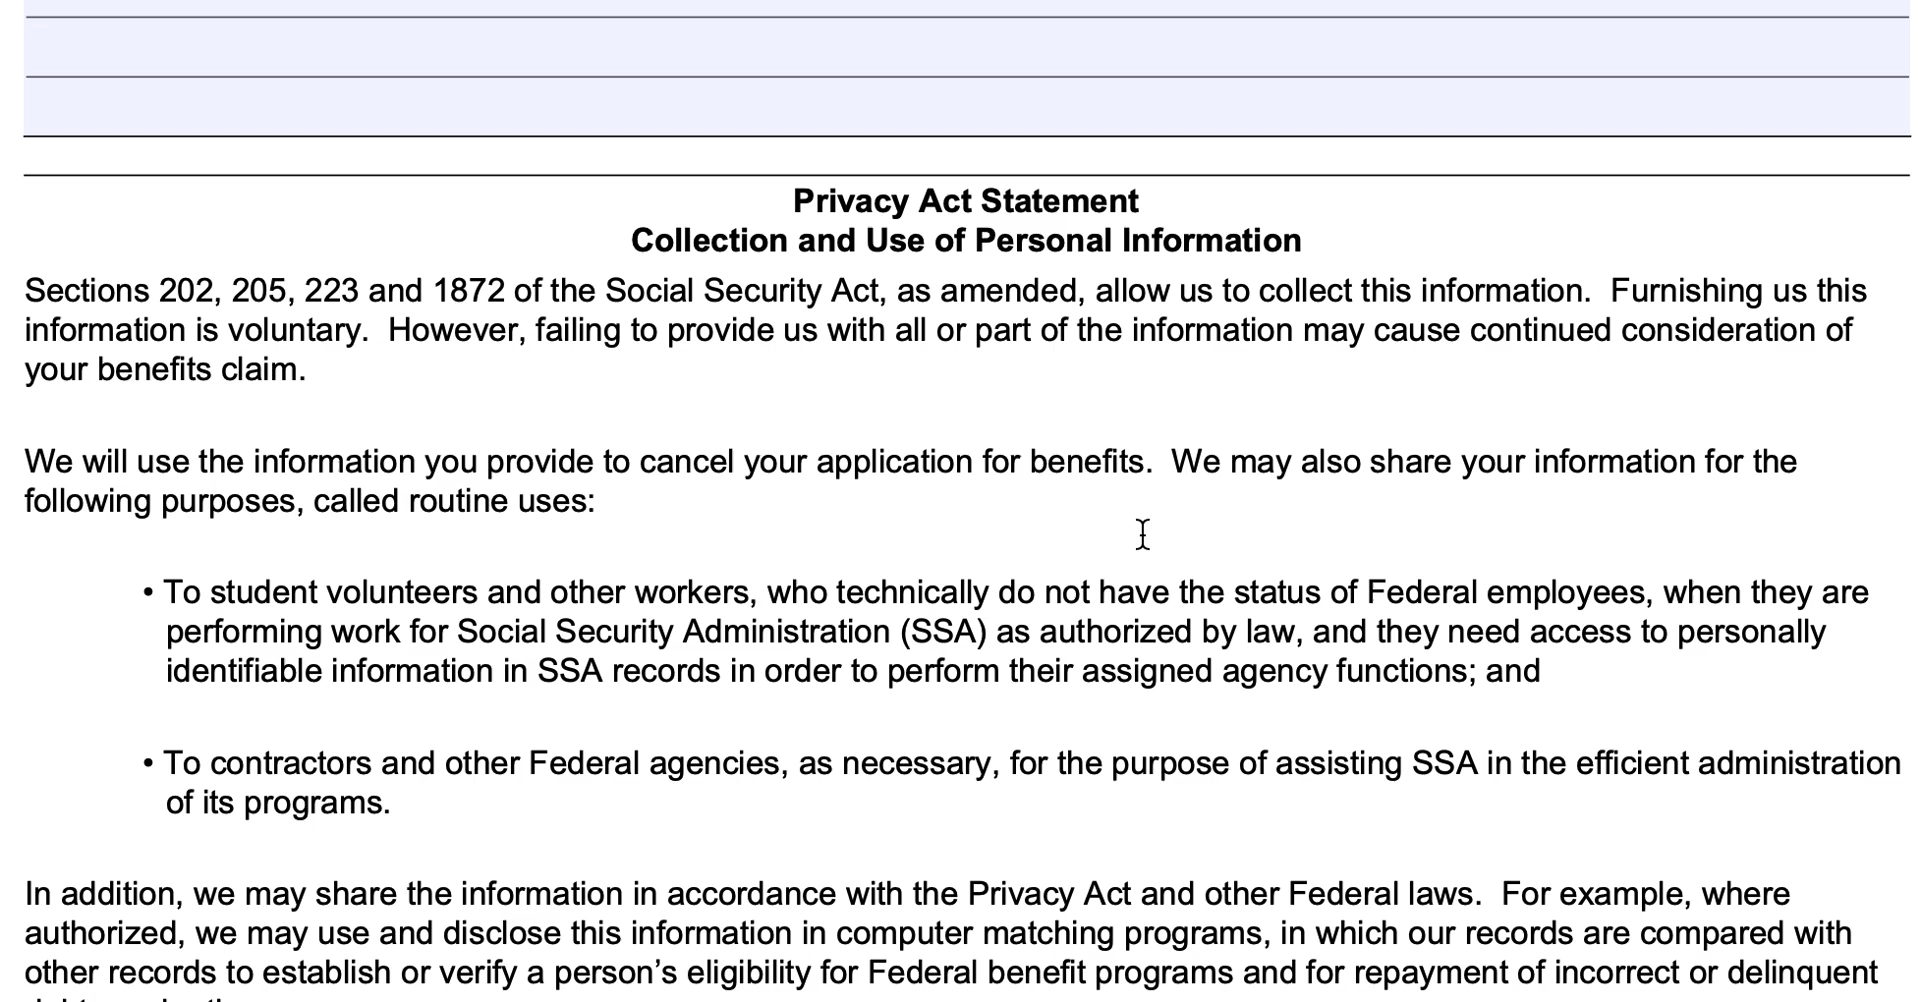 Privacy Act Statement
Collection and Use of Personal Information
Sections 202, 205, 223 and 1872 of the Social Security Act, as amended, allow us to collect this information.  Furnishing us this
information is voluntary.  However, failing to provide us with all or part of the information may cause continued consideration of
your benefits claim.
We will use the information you provide to cancel your application for benefits.  We may also share your information for the
following purposes, called routine uses:
• To student volunteers and other workers, who technically do not have the status of Federal employees, when they are
performing work for Social Security Administration (SSA) as authorized by law, and they need access to personally
identifiable information in SSA records in order to perform their assigned agency functions; and
• To contractors and other Federal agencies, as necessary, for the purpose of assisting SSA in the efficient administration
of its programs.
In addition, we may share the information in accordance with the Privacy Act and other Federal laws.  For example, where
authorized, we may use and disclose this information in computer matching programs, in which our records are compared with
other records to establish or verify a person’s eligibility for Federal benefit programs and for repayment of incorrect or delinquent